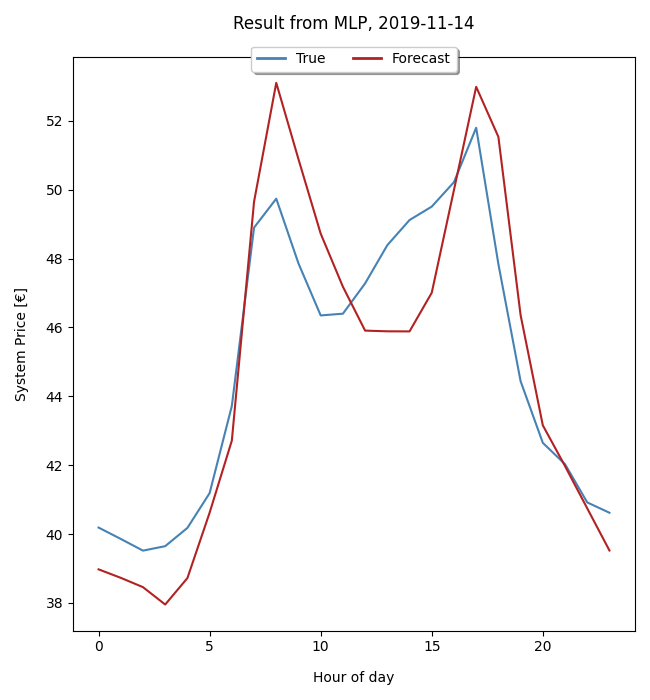 Result from MLP, 2019-11-14
True Forecast
System Price [€]
52
50
48
46
44
42
40
38
0 5 10 15 20
Hour of day